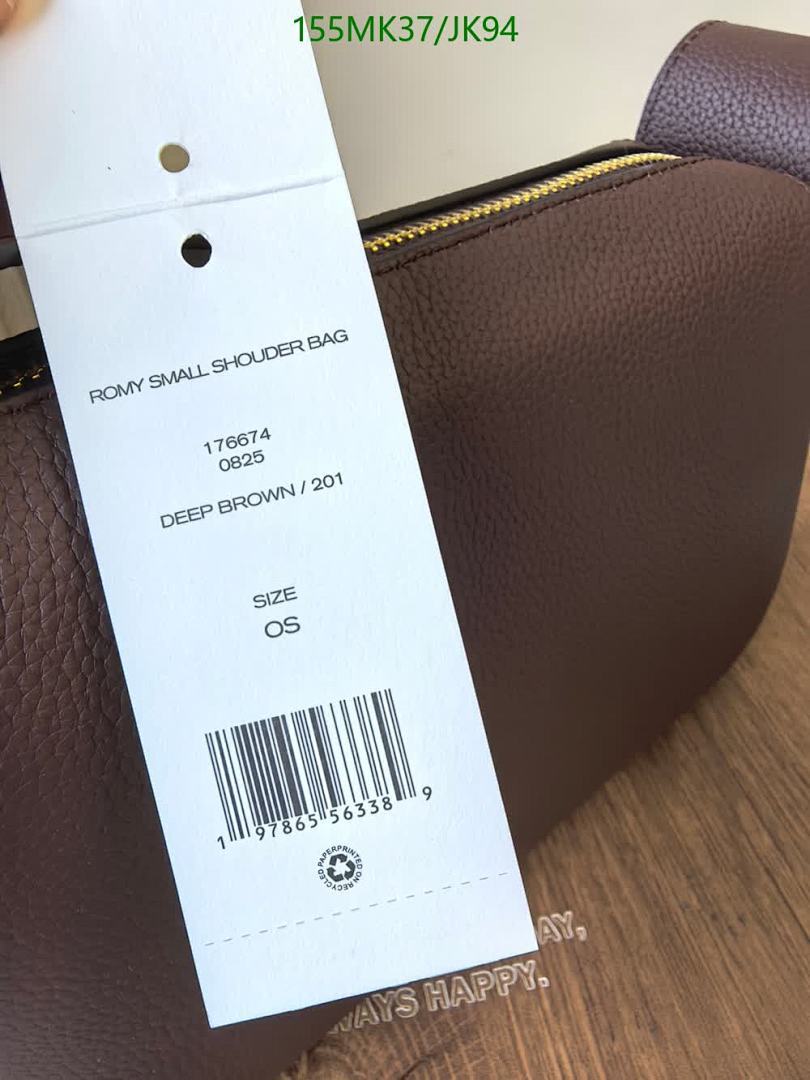 155MK37/JK94
ROMY SMALL SHOUDER BAG
176674
0825
DEEP BROWN / 201
SIZE
OS
1 97865 56338 9
PRINTED ON RECYCLED PAPER
AY,
WAYS HAPPY.